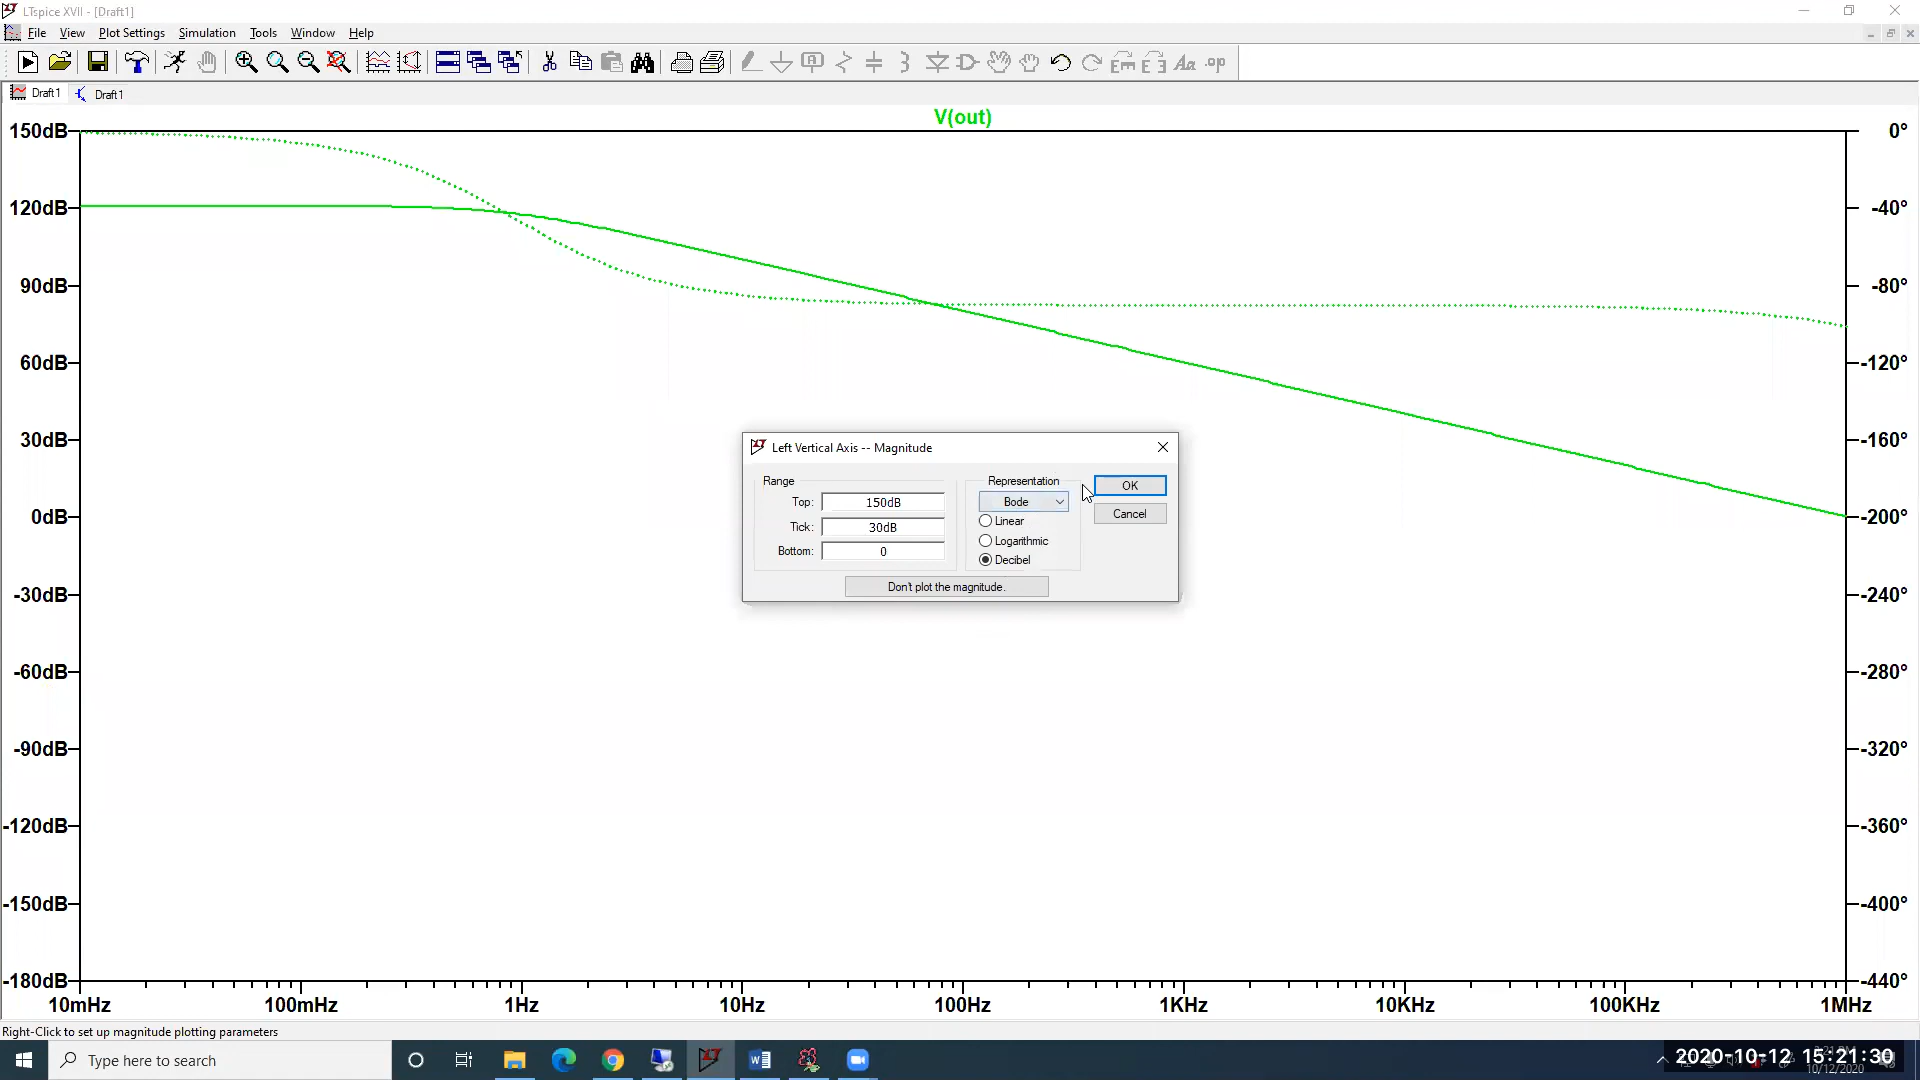 LTspice XVII - [Draft1]
File View Plot Settings Simulation Tools Window Help
Draft1 Draft1
V(out)
150dB
120dB
90dB
60dB
30dB
0dB
-30dB
-60dB
-90dB
-120dB
-150dB
-180dB
0°
-40°
-80°
-120°
-160°
-200°
-240°
-280°
-320°
-360°
-400°
-440°
Left Vertical Axis -- Magnitude
Range
Top: 150dB
Tick: 30dB
Bottom: 0
Representation
Bode
Linear
Logarithmic
Decibel
OK
Cancel
Don't plot the magnitude.
10mHz 100mHz 1Hz 10Hz 100Hz 1KHz 10KHz 100KHz 1MHz
Right-Click to set up magnitude plotting parameters
Type here to search
2020-10-12 15:21:30
10/12/2020